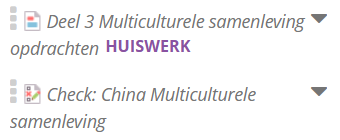 Deel 3 Multiculturele samenleving
opdrachten HUISWERK
Check: China Multiculturele
samenleving